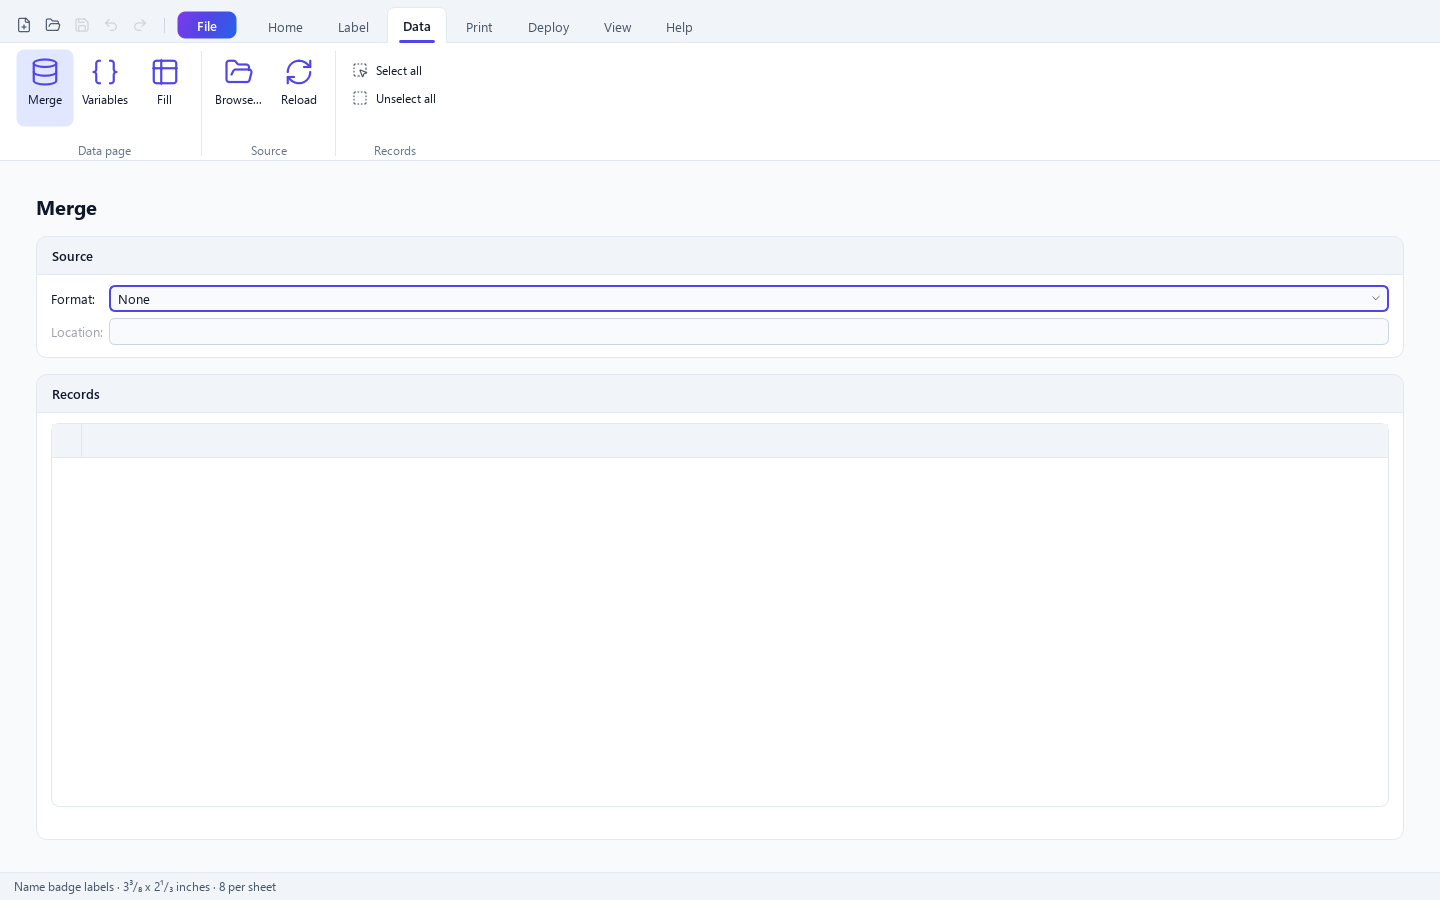 File
Home
Label
Data
Print
Deploy
View
Help
Merge
Variables
Fill
Browse...
Reload
Select all
Unselect all
Data page
Source
Records
Merge
Source
Format:
None
Location:
Records
Name badge labels · 3³/₈ x 2¹/₃ inches · 8 per sheet